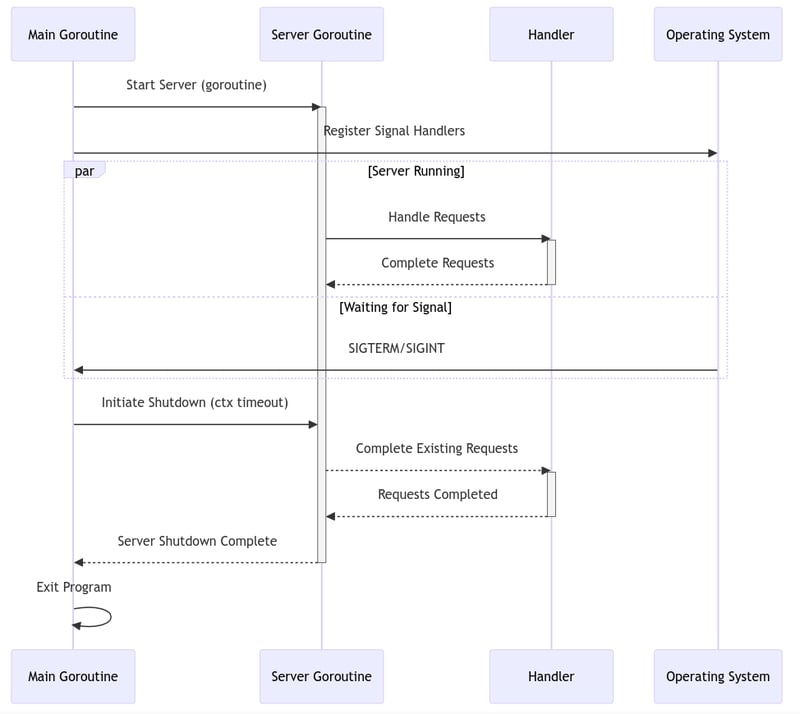 Main Goroutine
Server Goroutine
Handler
Operating System
Start Server (goroutine)
Register Signal Handlers
par
[Server Running]
Handle Requests
Complete Requests
[Waiting for Signal]
SIGTERM/SIGINT
Initiate Shutdown (ctx timeout)
Complete Existing Requests
Requests Completed
Server Shutdown Complete
Exit Program
Main Goroutine
Server Goroutine
Handler
Operating System